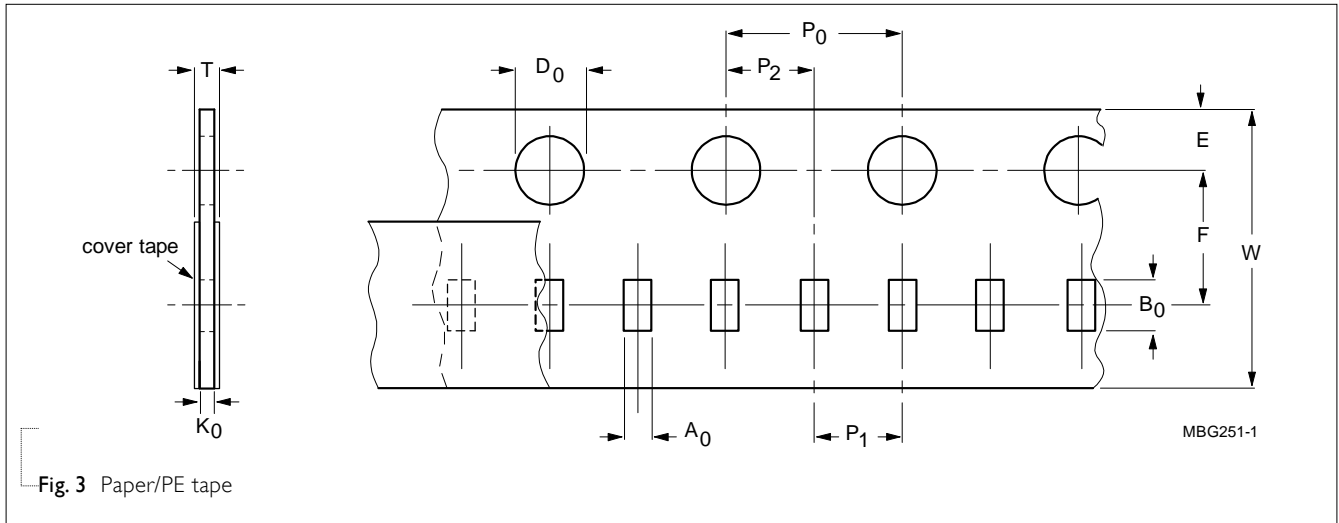 P0
D0
P2
T
E
F
W
cover tape
B0
K0
A0
P1
MBG251-1
Fig. 3 Paper/PE tape